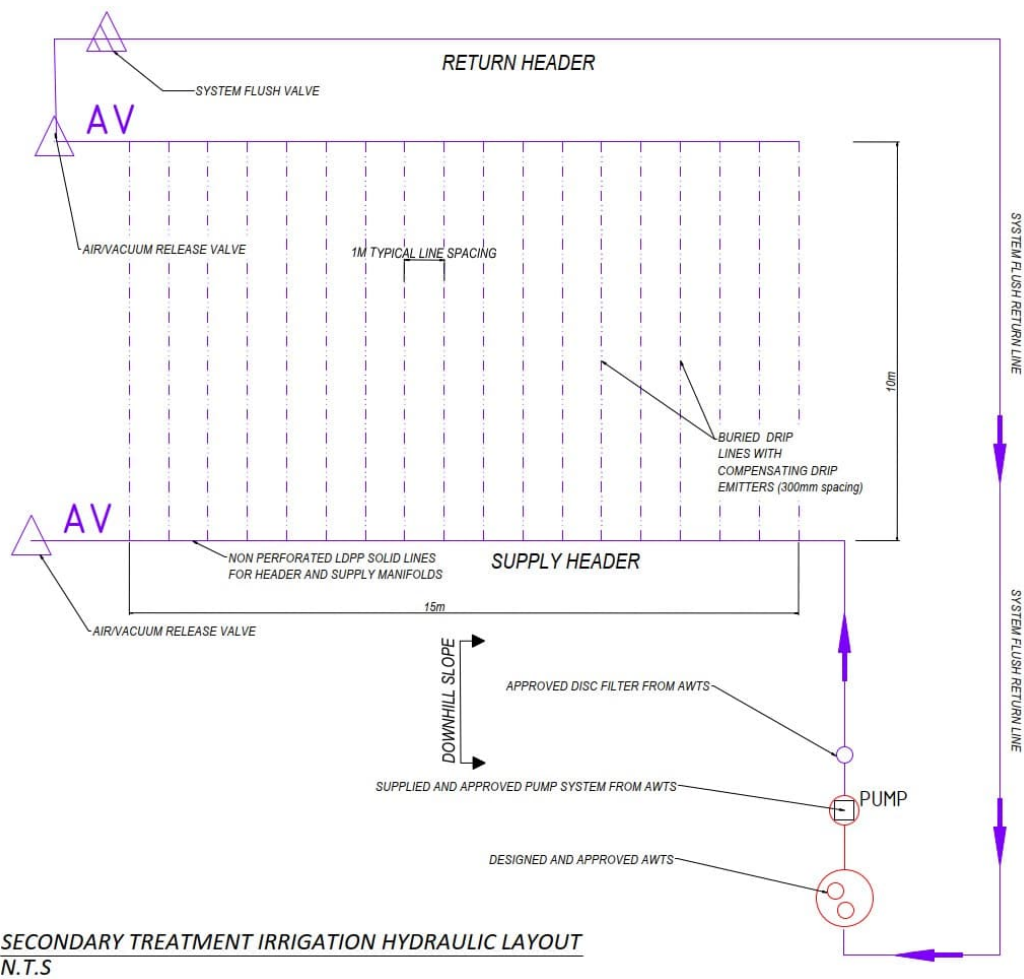 RETURN HEADER
SYSTEM FLUSH VALVE
AV
AIR/VACUUM RELEASE VALVE
1M TYPICAL LINE SPACING
SYSTEM FLUSH RETURN LINE
10m
BURIED DRIP
LINES WITH
COMPENSATING DRIP
EMITTERS (300mm spacing)
AV
NON PERFORATED LDPP SOLID LINES
FOR HEADER AND SUPPLY MANIFOLDS
SUPPLY HEADER
15m
AIR/VACUUM RELEASE VALVE
DOWNHILL SLOPE
SYSTEM FLUSH RETURN LINE
APPROVED DISC FILTER FROM AWTS
SUPPLIED AND APPROVED PUMP SYSTEM FROM AWTS
PUMP
DESIGNED AND APPROVED AWTS
SECONDARY TREATMENT IRRIGATION HYDRAULIC LAYOUT
N.T.S